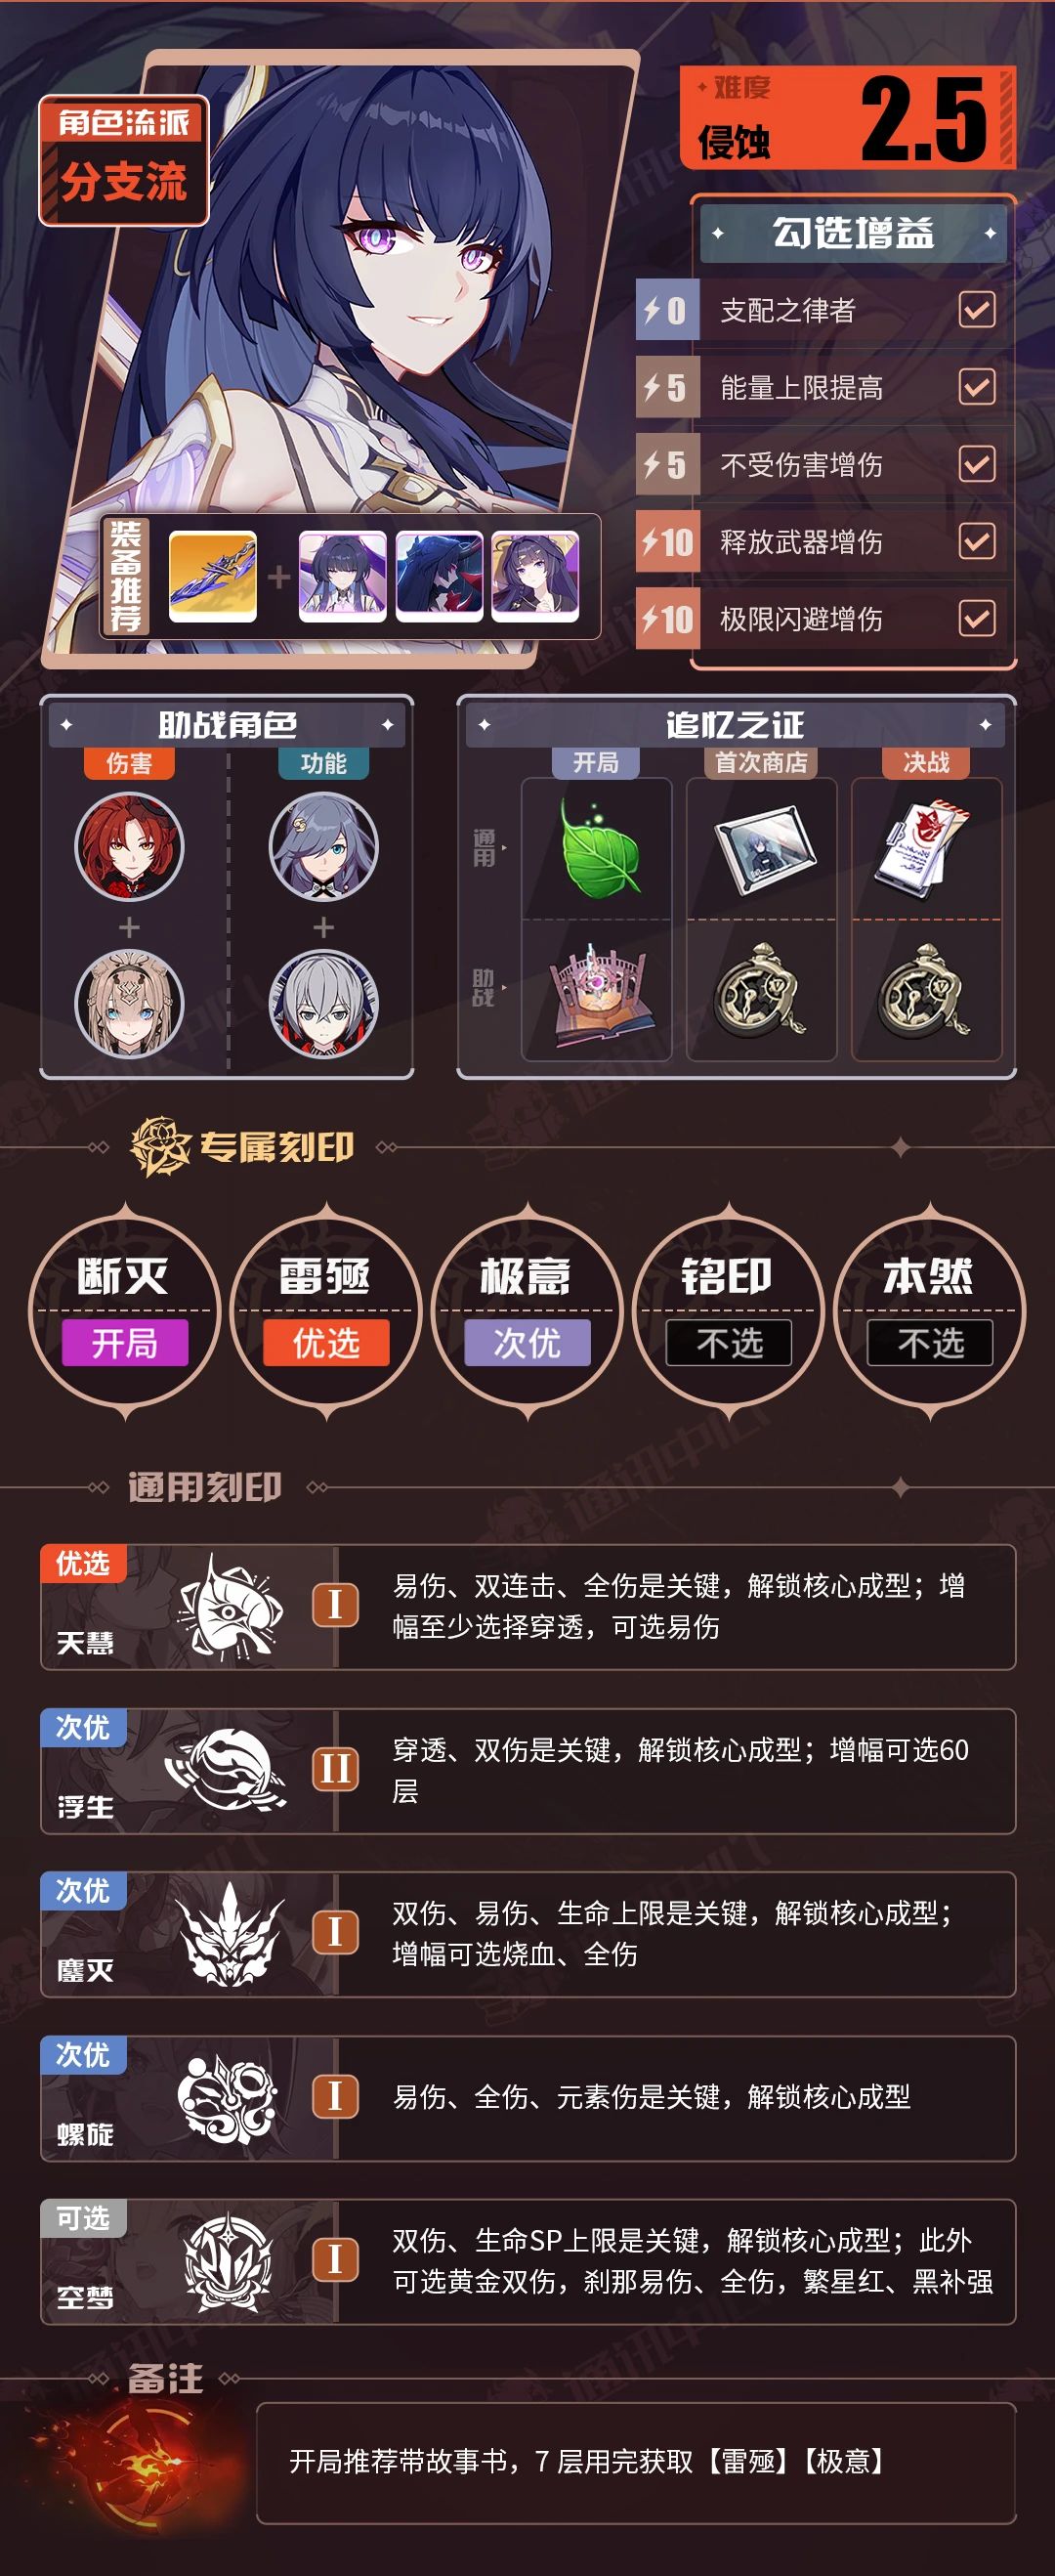 角色流派
分支流
难度
侵蚀
2.5
勾选增益
0 支配之律者
5 能量上限提高
5 不受伤害增伤
10 释放武器增伤
10 极限闪避增伤
装备推荐
助战角色
伤害
功能
追忆之证
开局
首次商店
决战
通用
助战
专属刻印
断灭
开局
雷殛
优选
极意
次优
铭印
不选
本然
不选
通用刻印
优选
天慧
I
易伤、双连击、全伤是关键，解锁核心成型；增
幅至少选择穿透，可选易伤
次优
浮生
II
穿透、双伤是关键，解锁核心成型；增幅可选60
层
次优
鏖灭
I
双伤、易伤、生命上限是关键，解锁核心成型；
增幅可选烧血、全伤
次优
螺旋
I
易伤、全伤、元素伤是关键，解锁核心成型
可选
空梦
I
双伤、生命SP上限是关键，解锁核心成型；此外
可选黄金双伤，刹那易伤、全伤，繁星红、黑补强
备注
开局推荐带故事书，7 层用完获取【雷殛】【极意】
通讯中心